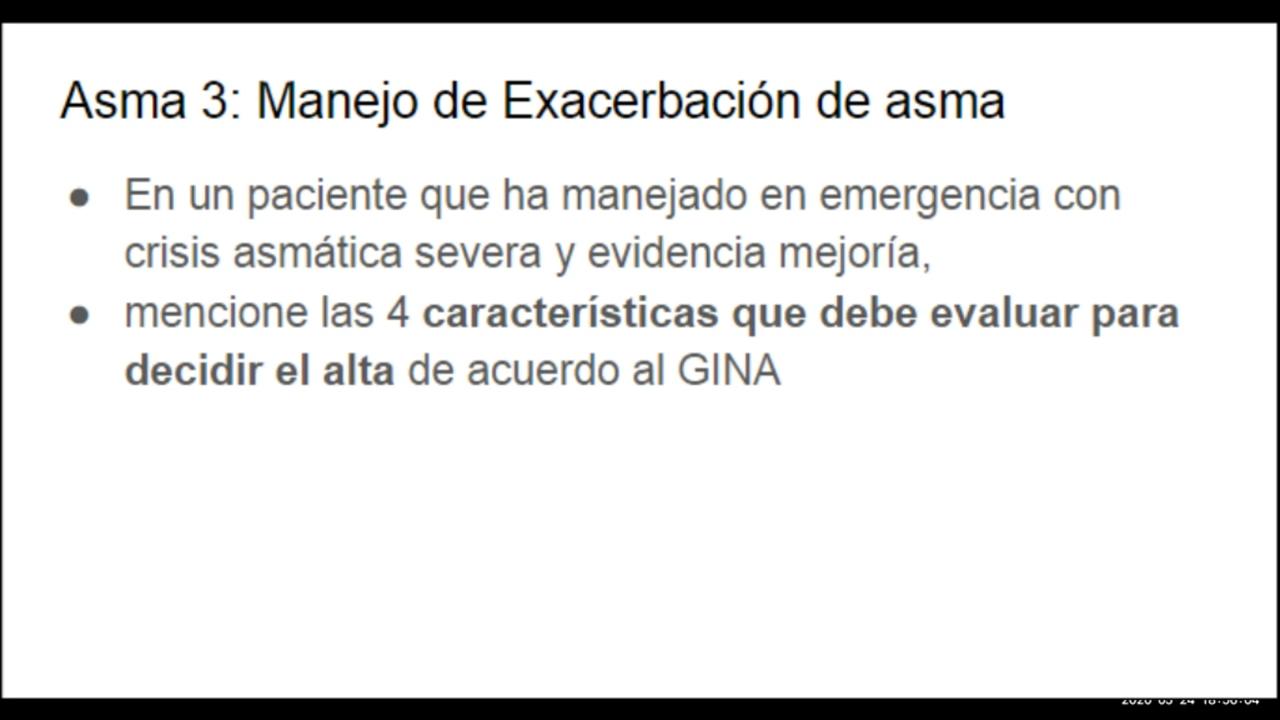 Asma 3: Manejo de Exacerbación de asma
● En un paciente que ha manejado en emergencia con
crisis asmática severa y evidencia mejoría,
● mencione las 4 características que debe evaluar para
decidir el alta de acuerdo al GINA